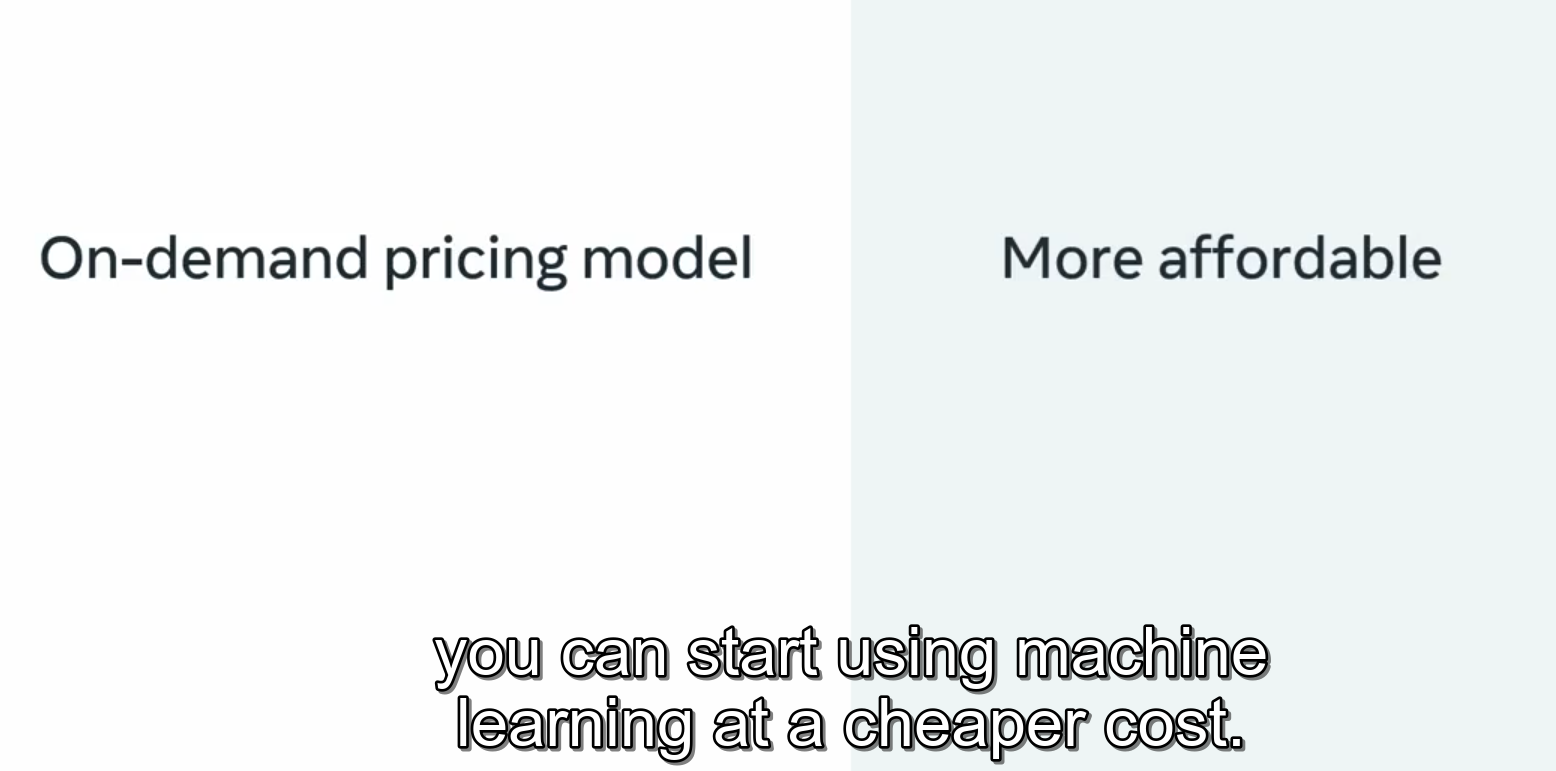 On-demand pricing model
More affordable
you can start using machine
learning at a cheaper cost.